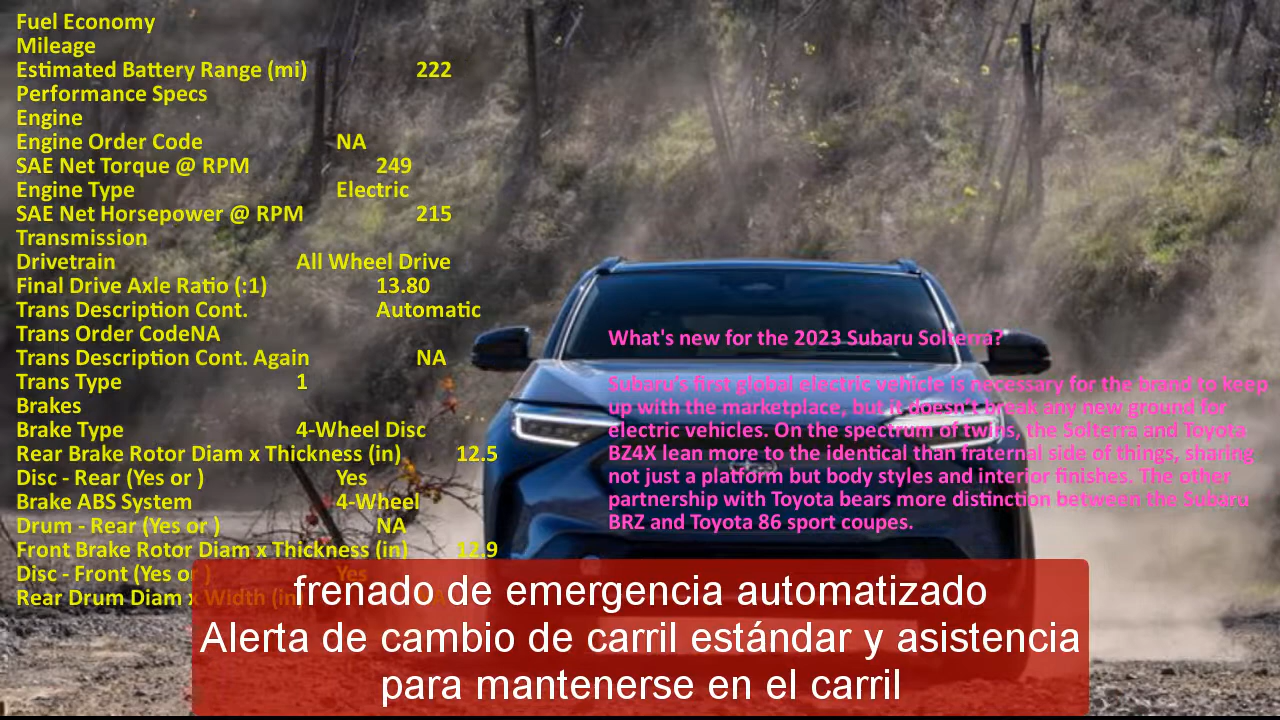 Fuel Economy
Mileage
Estimated Battery Range (mi) 222
Performance Specs
Engine
Engine Order Code NA
SAE Net Torque @ RPM 249
Engine Type Electric
SAE Net Horsepower @ RPM 215
Transmission
Drivetrain All Wheel Drive
Final Drive Axle Ratio (:1) 13.80
Trans Description Cont. Automatic
Trans Order CodeNA
Trans Description Cont. Again NA
Trans Type 1
Brakes
Brake Type 4-Wheel Disc
Rear Brake Rotor Diam x Thickness (in) 12.5
Disc - Rear (Yes or ) Yes
Brake ABS System 4-Wheel
Drum - Rear (Yes or ) NA
Front Brake Rotor Diam x Thickness (in) 12.9
Disc - Front (Yes or ) Yes
Rear Drum Diam x Width (in) NA
What's new for the 2023 Subaru Solterra?
Subaru's first global electric vehicle is necessary for the brand to keep
up with the marketplace, but it doesn't break any new ground for
electric vehicles. On the spectrum of twins, the Solterra and Toyota
BZ4X lean more to the identical than fraternal side of things, sharing
not just a platform but body styles and interior finishes. The other
partnership with Toyota bears more distinction between the Subaru
BRZ and Toyota 86 sport coupes.
frenado de emergencia automatizado
Alerta de cambio de carril estándar y asistencia
para mantenerse en el carril